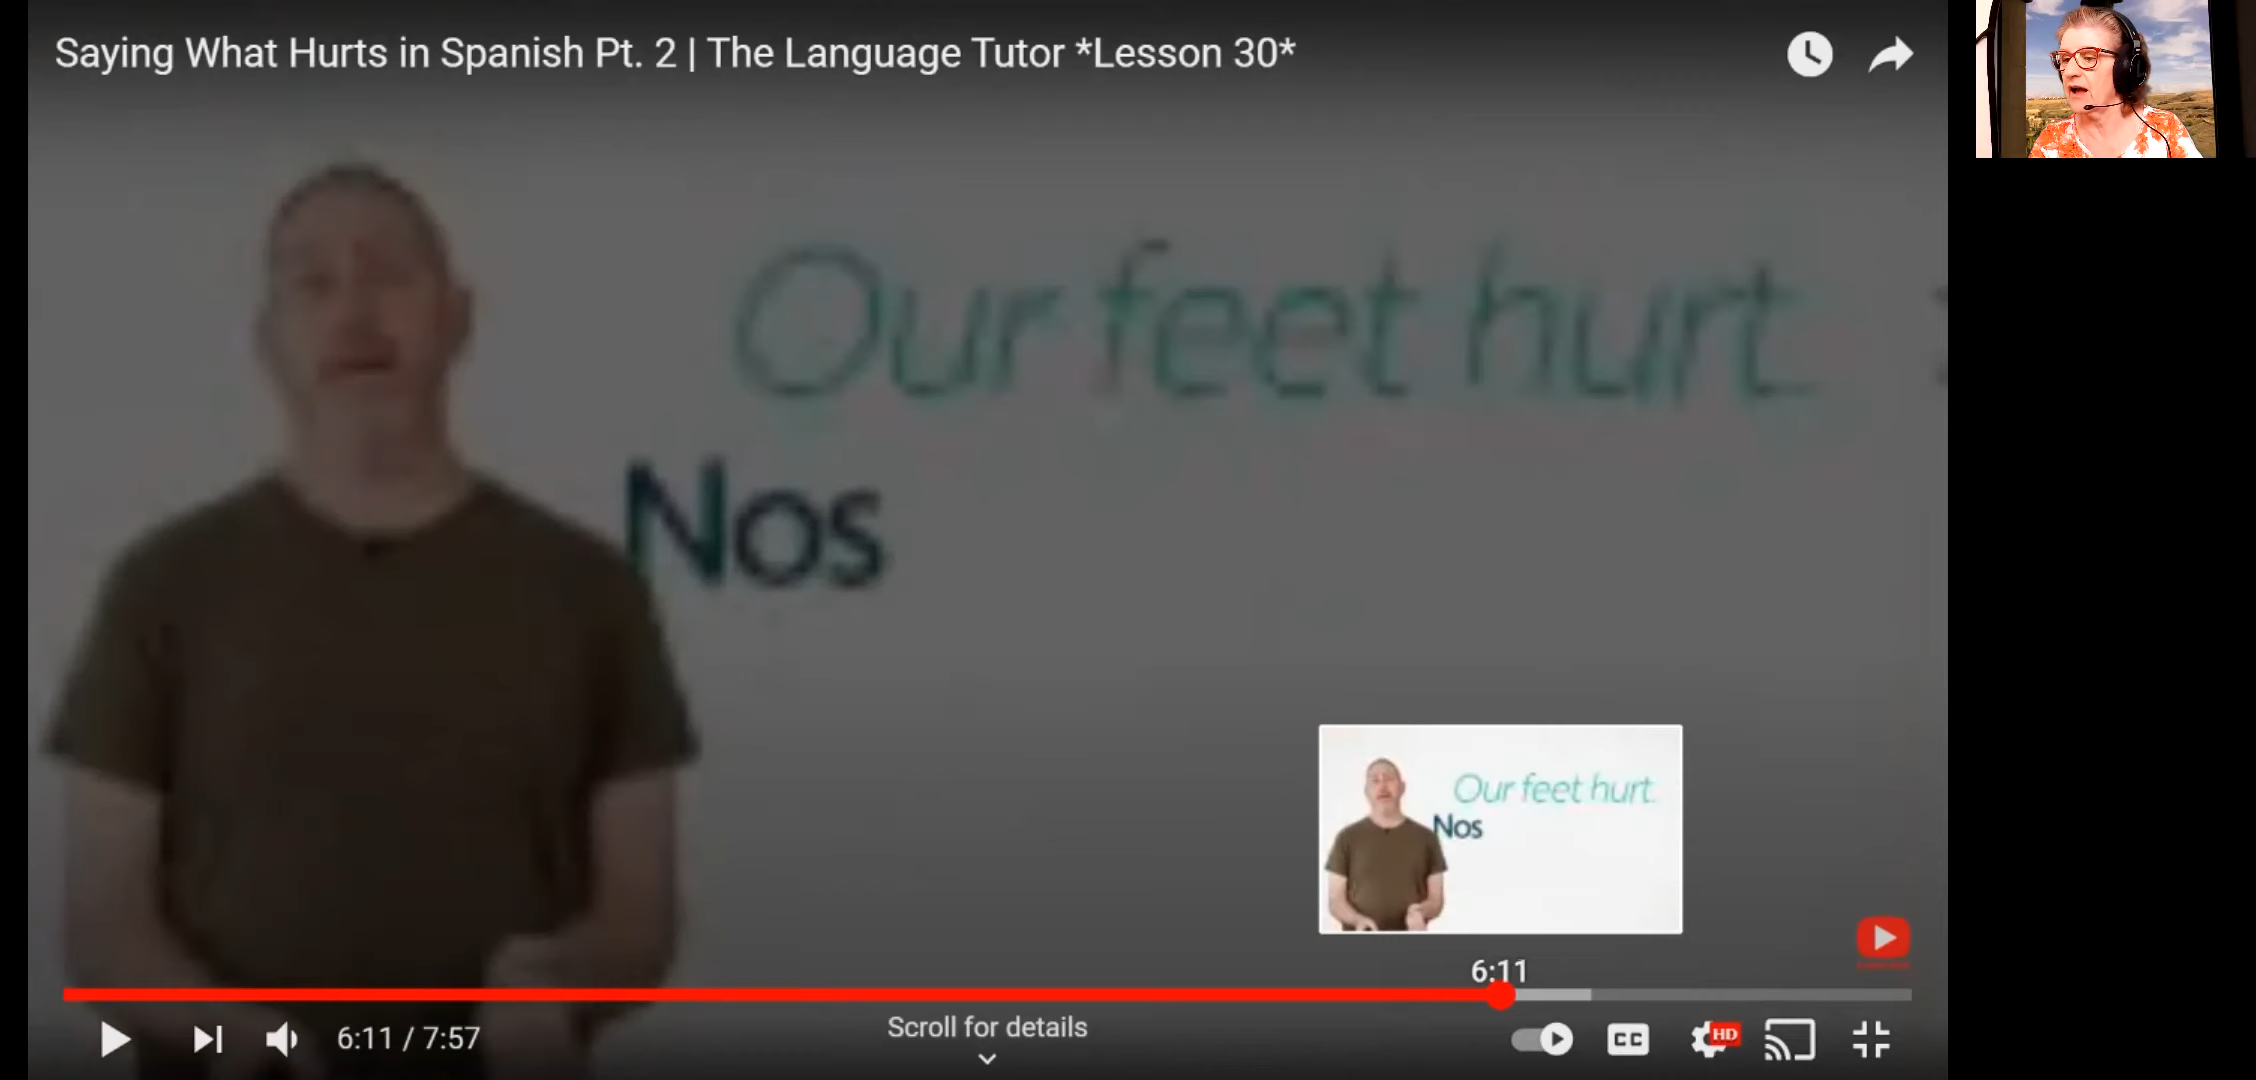 Saying What Hurts in Spanish Pt. 2 | The Language Tutor *Lesson 30*
Our feet hurt.
Nos
Our feet hurt.
Nos
6:11
6:11 / 7:57
Scroll for details
CC
HD